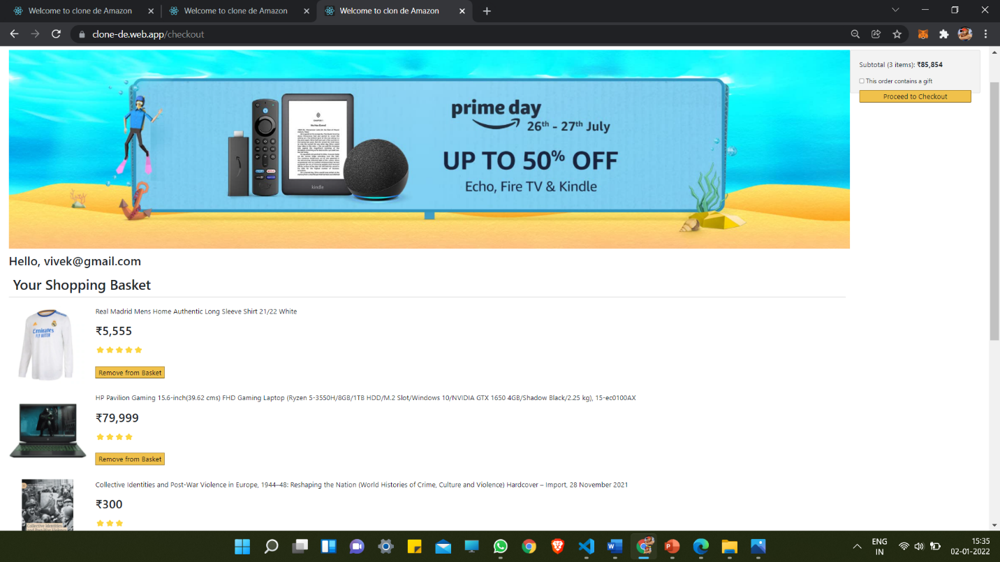 Welcome to clone de Amazon
Welcome to clone de Amazon
Welcome to clon de Amazon
clone-de.web.app/checkout
prime day
26th - 27th July
UP TO 50% OFF
Echo, Fire TV & Kindle
kindle
Subtotal (3 items): ₹85,854
This order contains a gift
Proceed to Checkout
Hello, vivek@gmail.com
Your Shopping Basket
Real Madrid Mens Home Authentic Long Sleeve Shirt 21/22 White
Emirates
FLY BETTER
₹5,555
Remove from Basket
HP Pavilion Gaming 15.6-inch(39.62 cms) FHD Gaming Laptop (Ryzen 5-3550H/8GB/1TB HDD/M.2 Slot/Windows 10/NVIDIA GTX 1650 4GB/Shadow Black/2.25 kg), 15-ec0100AX
₹79,999
Remove from Basket
Collective Identities and Post-War Violence in Europe, 1944–48: Reshaping the Nation (World Histories of Crime, Culture and Violence) Hardcover – Import, 28 November 2021
₹300
Collective Identities
ENG
IN
15:35
02-01-2022